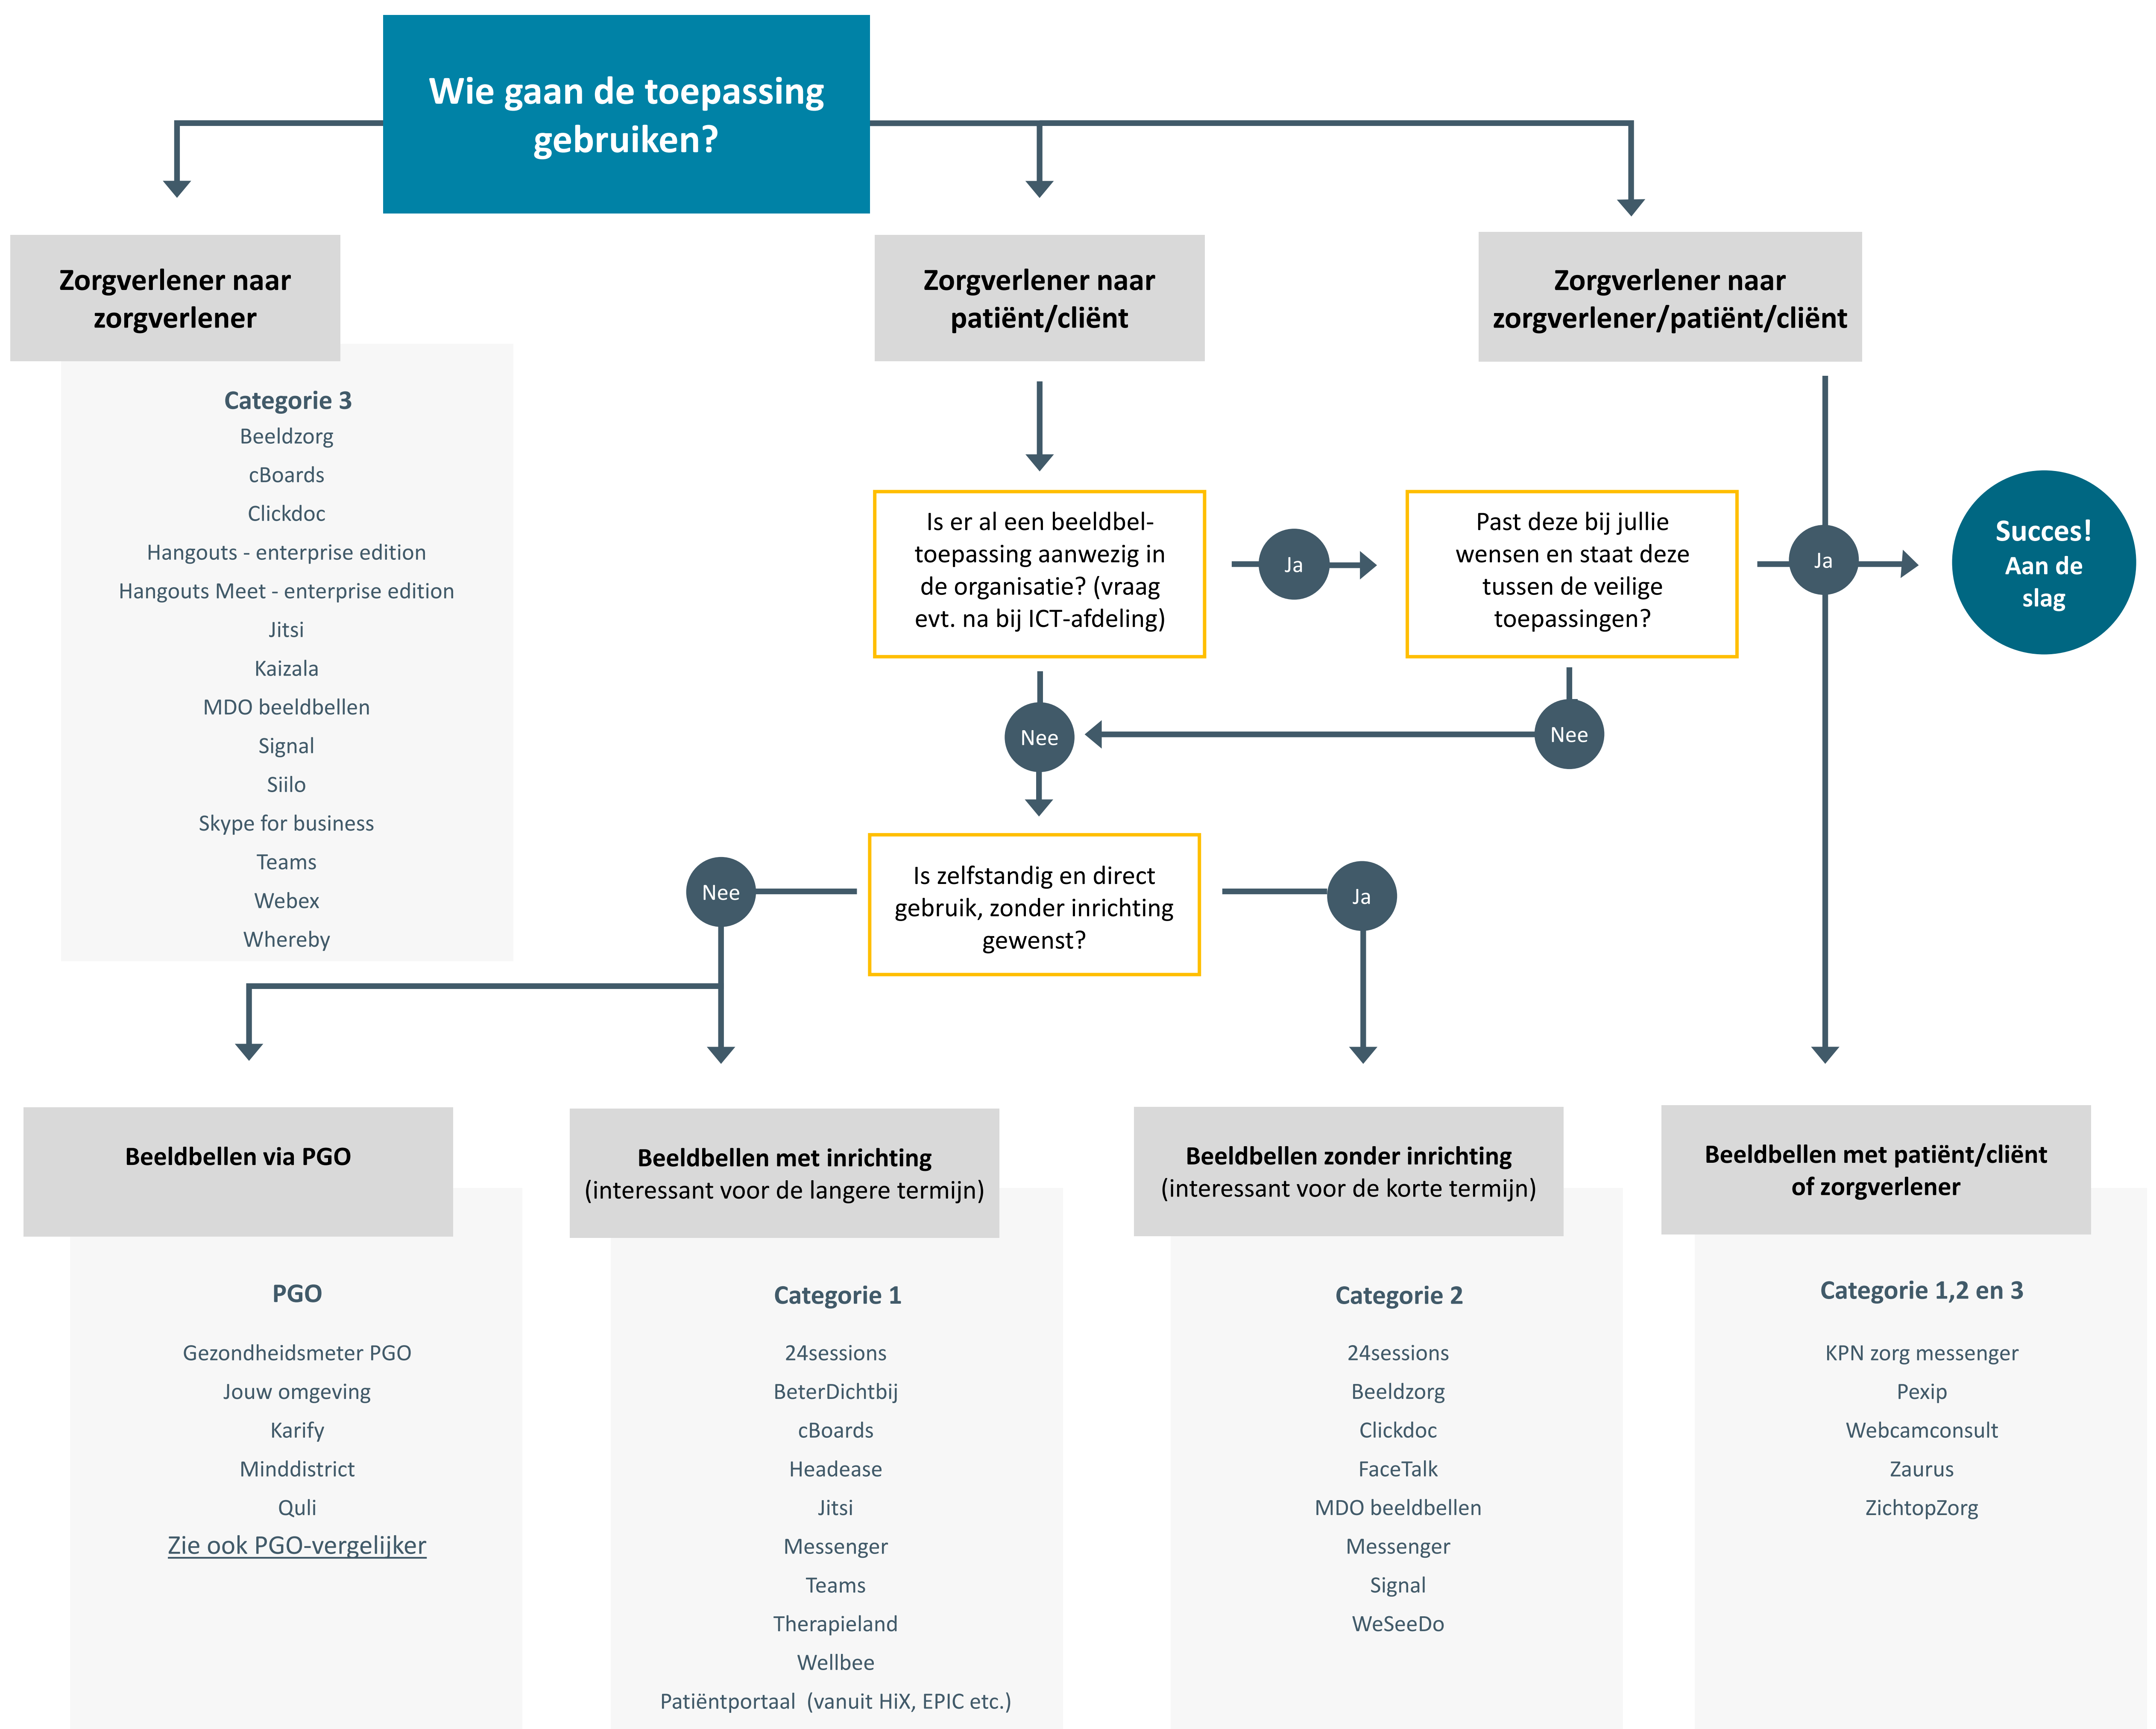 Wie gaan de toepassing
gebruiken?
Zorgverlener naar
zorgverlener
Categorie 3
Beeldzorg
cBoards
Clickdoc
Hangouts - enterprise edition
Hangouts Meet - enterprise edition
Jitsi
Kaizala
MDO beeldbellen
Signal
Siilo
Skype for business
Teams
Webex
Whereby
Zorgverlener naar
patiënt/cliënt
Zorgverlener naar
zorgverlener/patiënt/cliënt
Is er al een beeldbel-
toepassing aanwezig in
de organisatie? (vraag
evt. na bij ICT-afdeling)
Ja
Past deze bij jullie
wensen en staat deze
tussen de veilige
toepassingen?
Ja
Succes!
Aan de
slag
Nee
Nee
Nee
Is zelfstandig en direct
gebruik, zonder inrichting
gewenst?
Ja
Beeldbellen via PGO
PGO
Gezondheidsmeter PGO
Jouw omgeving
Karify
Minddistrict
Quli
Zie ook PGO-vergelijker
Beeldbellen met inrichting
(interessant voor de langere termijn)
Categorie 1
24sessions
BeterDichtbij
cBoards
Headease
Jitsi
Messenger
Teams
Therapieland
Wellbee
Patiëntportaal (vanuit HiX, EPIC etc.)
Beeldbellen zonder inrichting
(interessant voor de korte termijn)
Categorie 2
24sessions
Beeldzorg
Clickdoc
FaceTalk
MDO beeldbellen
Messenger
Signal
WeSeeDo
Beeldbellen met patiënt/cliënt
of zorgverlener
Categorie 1,2 en 3
KPN zorg messenger
Pexip
Webcamconsult
Zaurus
ZichtopZorg